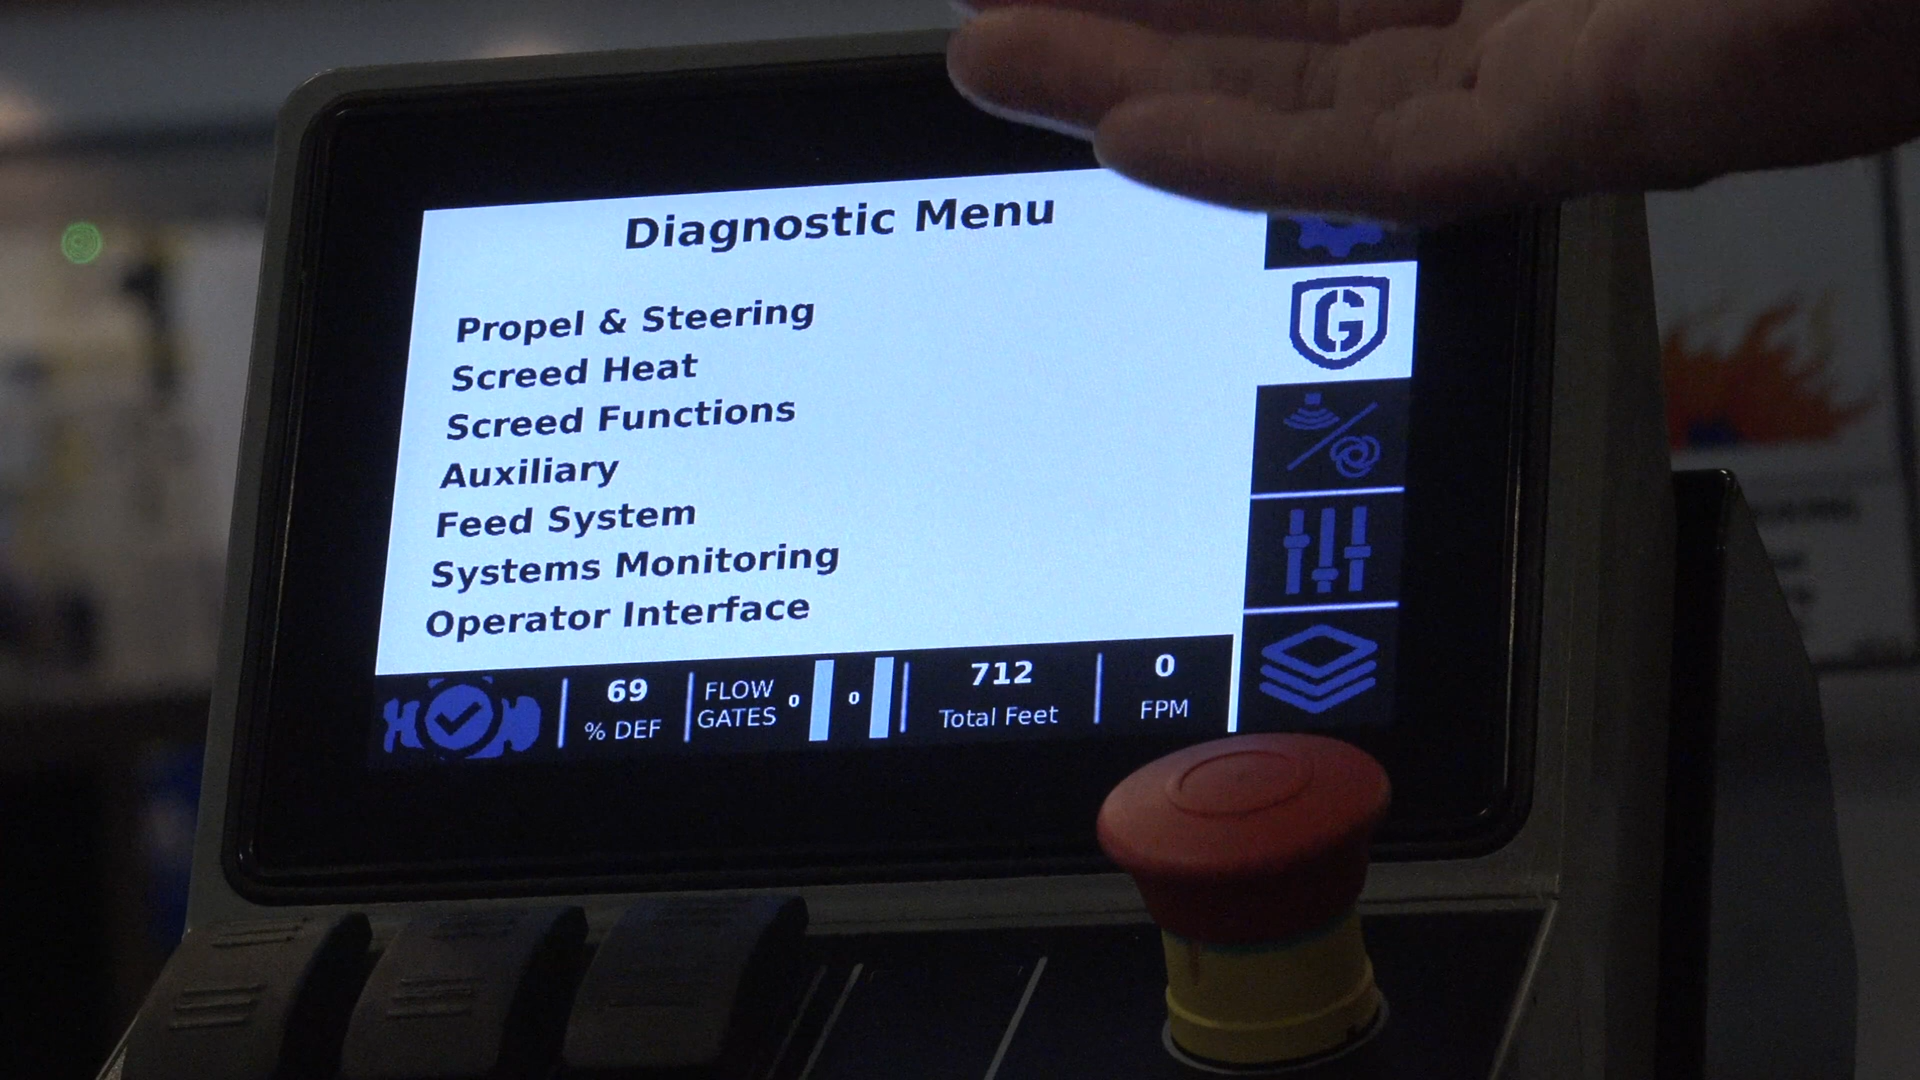 Diagnostic Menu
Propel & Steering
Screed Heat
Screed Functions
Auxiliary
Feed System
Systems Monitoring
Operator Interface
G
69
% DEF
FLOW
GATES
0
0
712
Total Feet
0
FPM